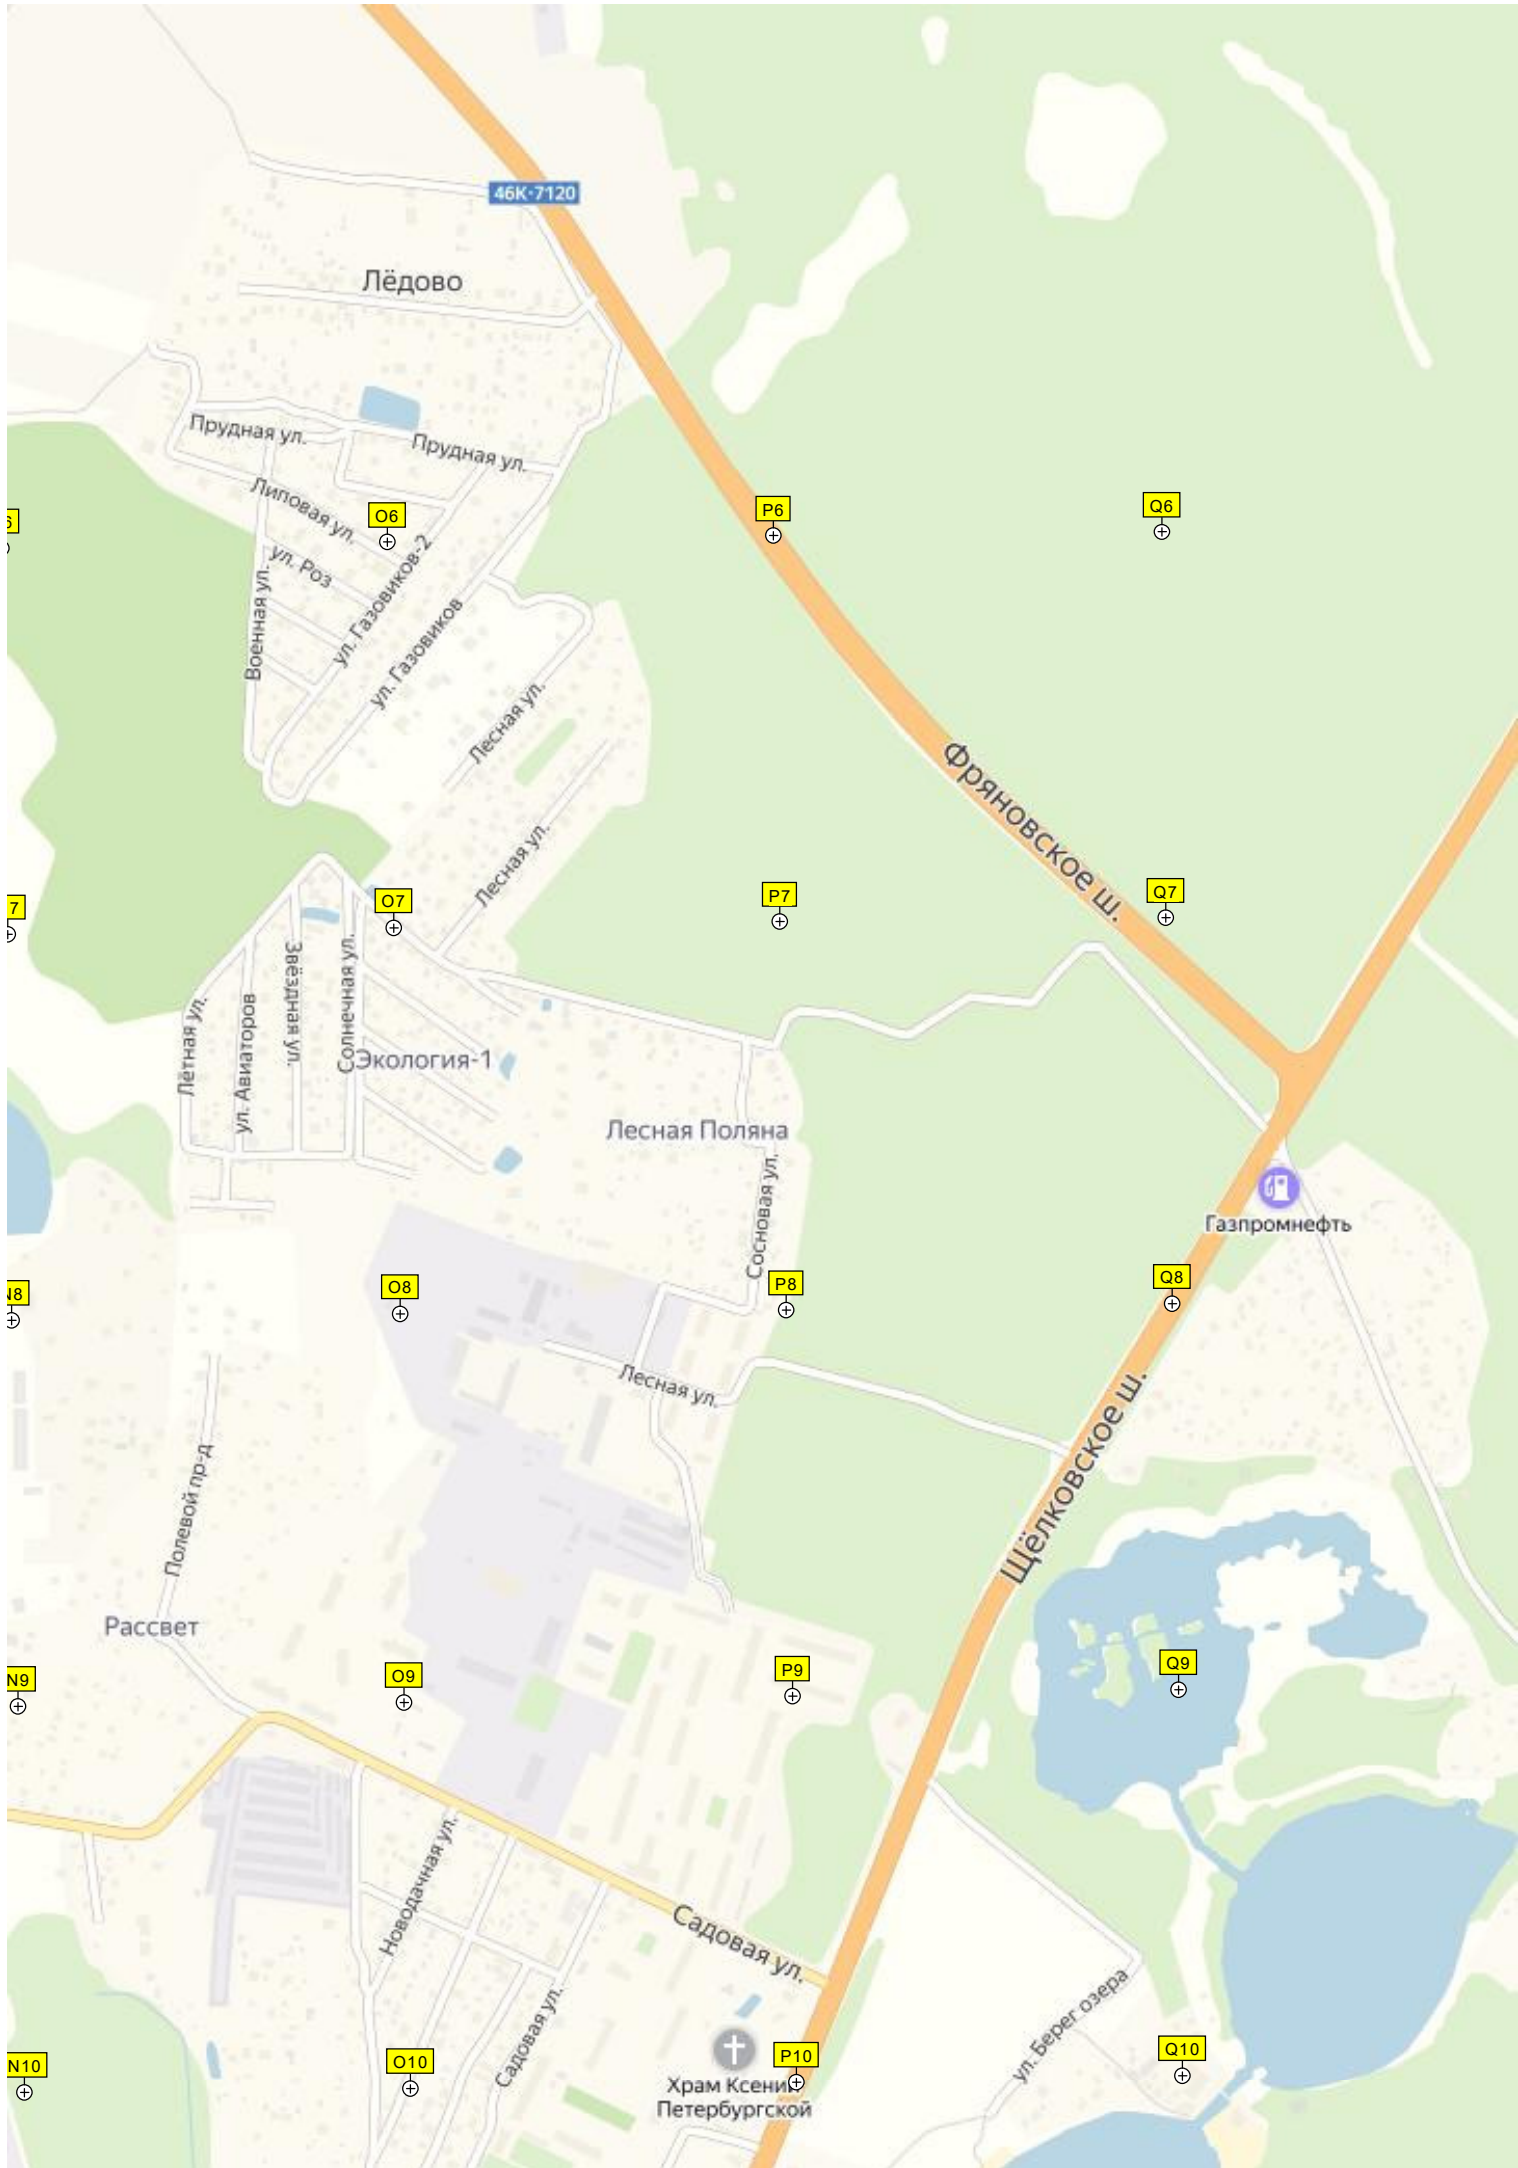 46К-7120
Лёдово
Прудная ул.
Прудная ул.
Липовая ул.
O6
P6
Q6
6
ул. Роз
ул. Газовиков-2
Военная ул.
ул. Газовиков
Лесная ул.
Фряновское ш.
Лесная ул.
O7
P7
Q7
7
Звёздная ул.
Солнечная ул.
Лётная ул.
ул. Авиаторов
Экология-1
Лесная Поляна
Сосновая ул.
Газпромнефть
N8
O8
P8
Q8
Лесная ул.
Щёлковское ш.
Полевой пр-д
Рассвет
N9
O9
P9
Q9
Новодачная ул.
Садовая ул.
Садовая ул.
ул. Берег озера
N10
O10
P10
Q10
Храм Ксении
Петербургской